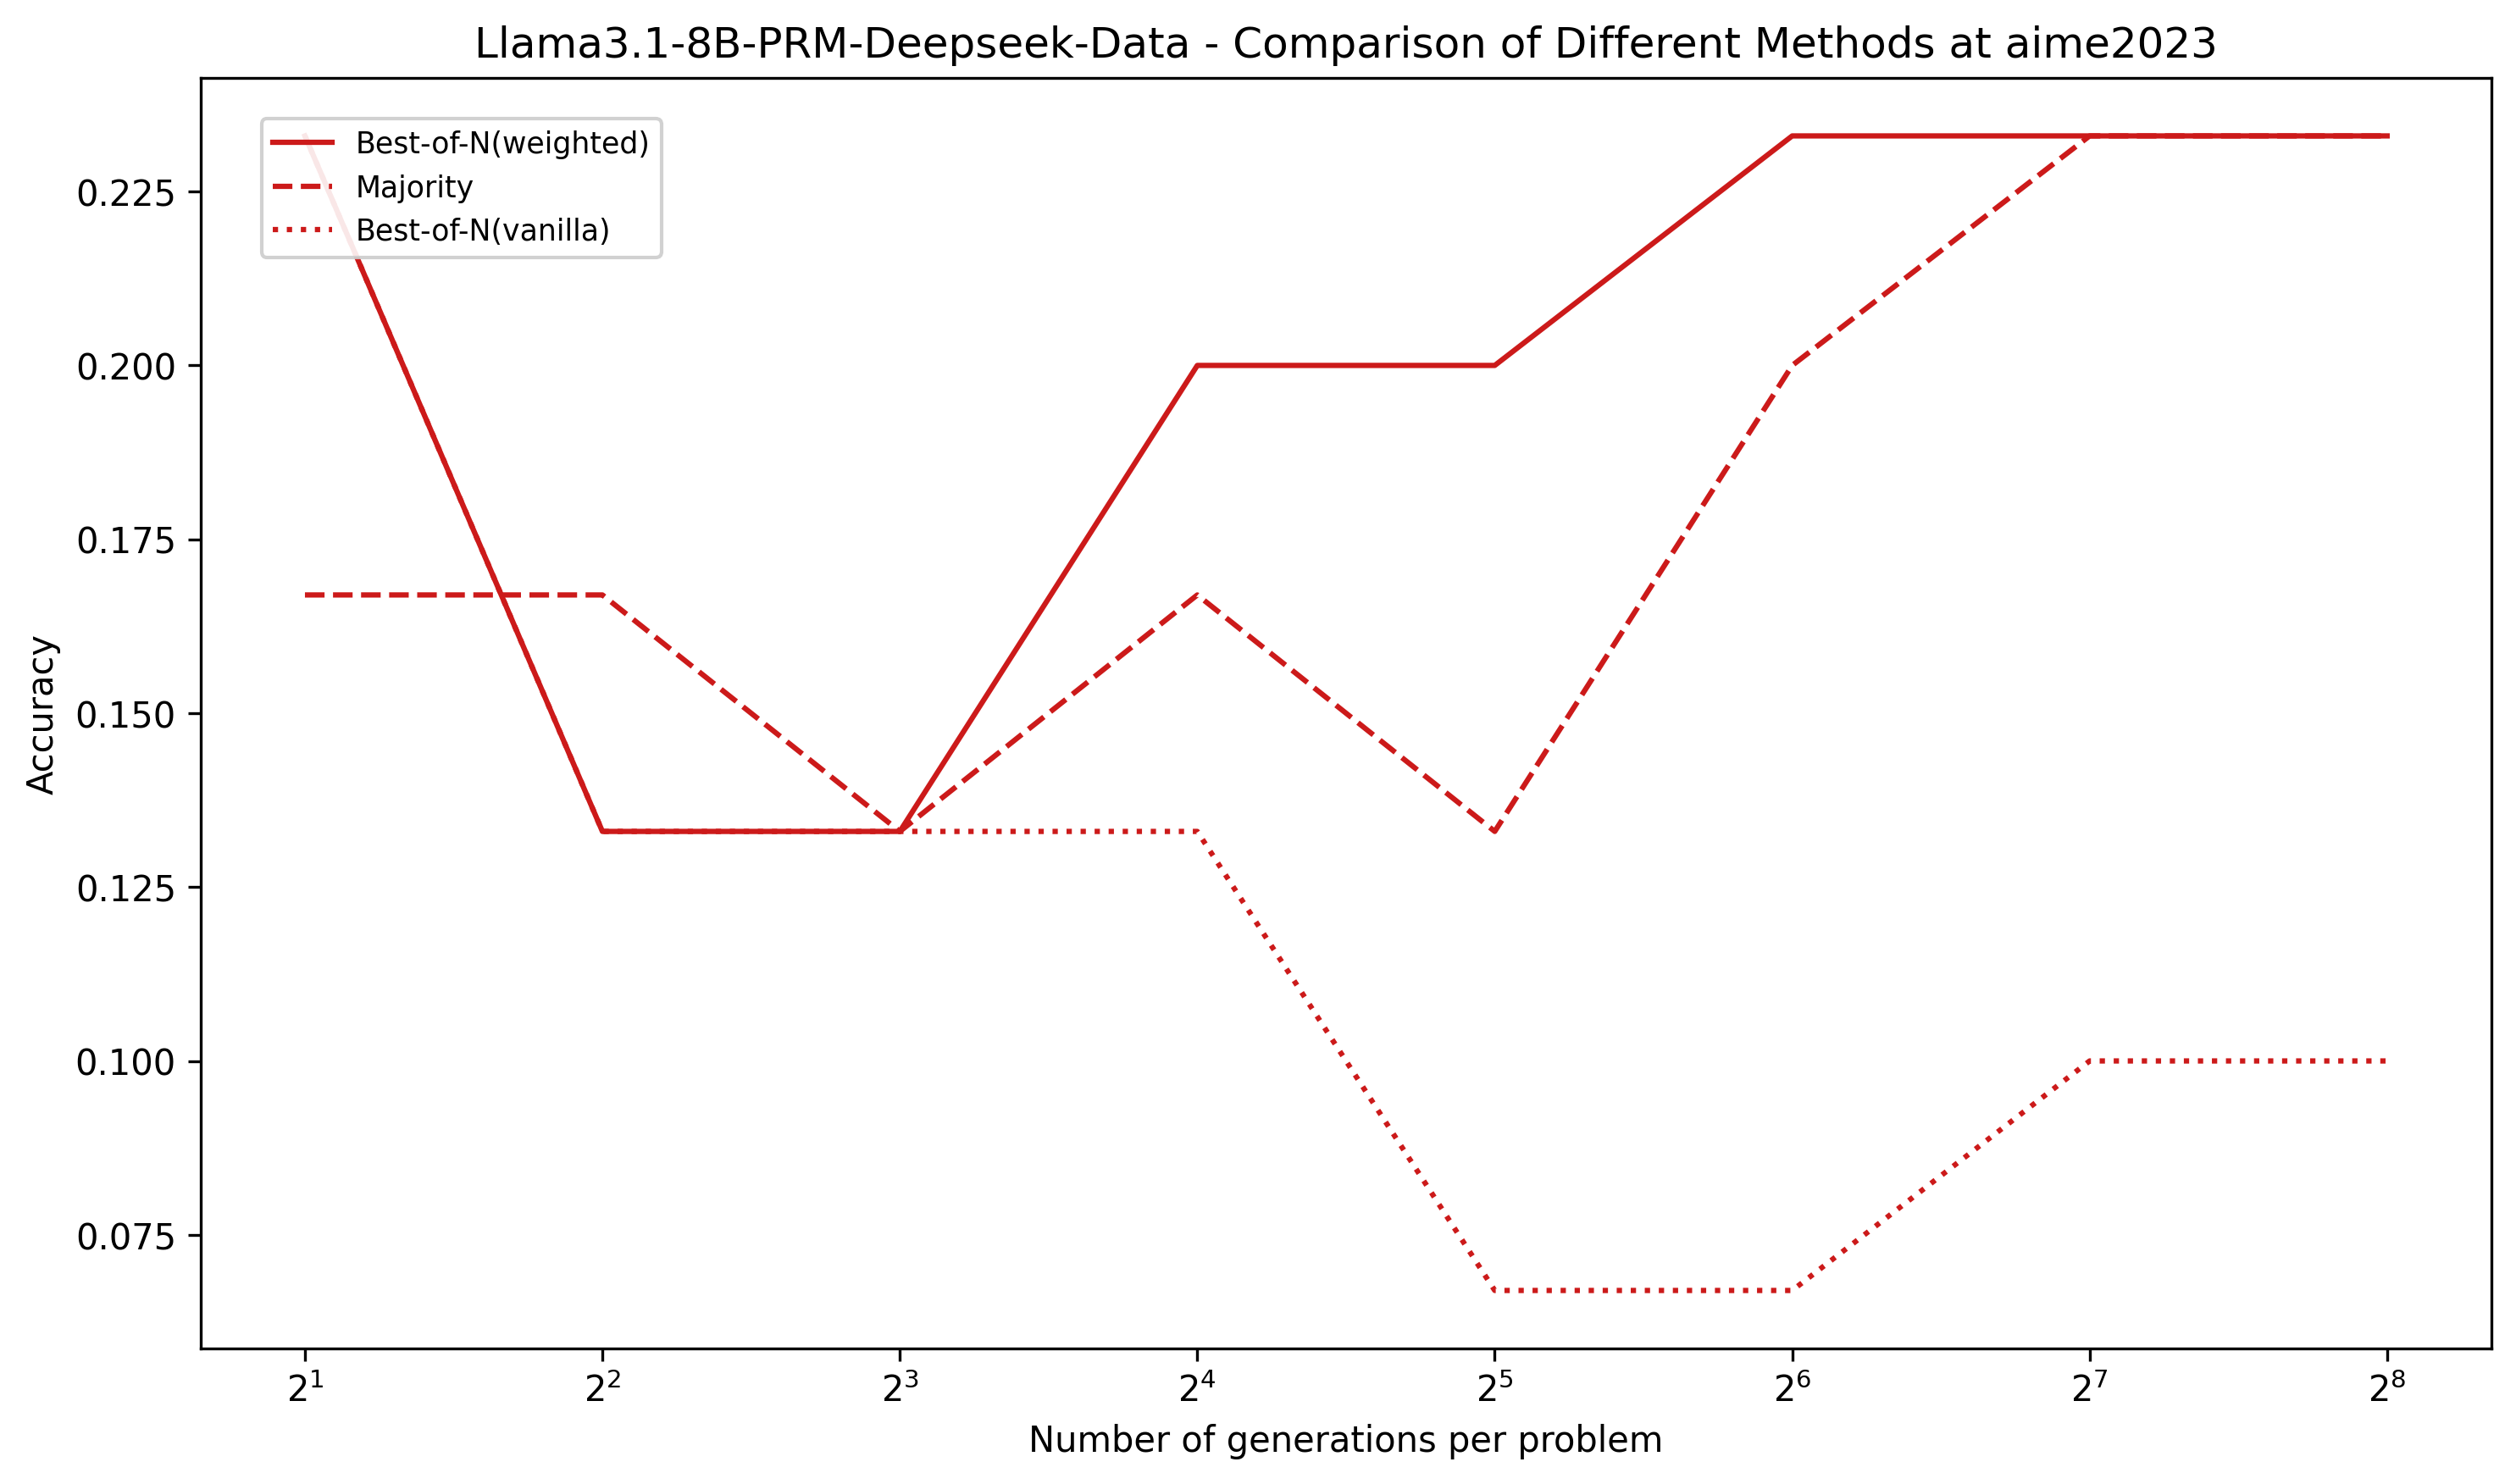 Llama3.1-8B-PRM-Deepseek-Data - Comparison of Different Methods at aime2023
Best-of-N(weighted)
Majority
Best-of-N(vanilla)
Accuracy
0.225
0.200
0.175
0.150
0.125
0.100
0.075
2¹ 2² 2³ 2⁴ 2⁵ 2⁶ 2⁷ 2⁸
Number of generations per problem